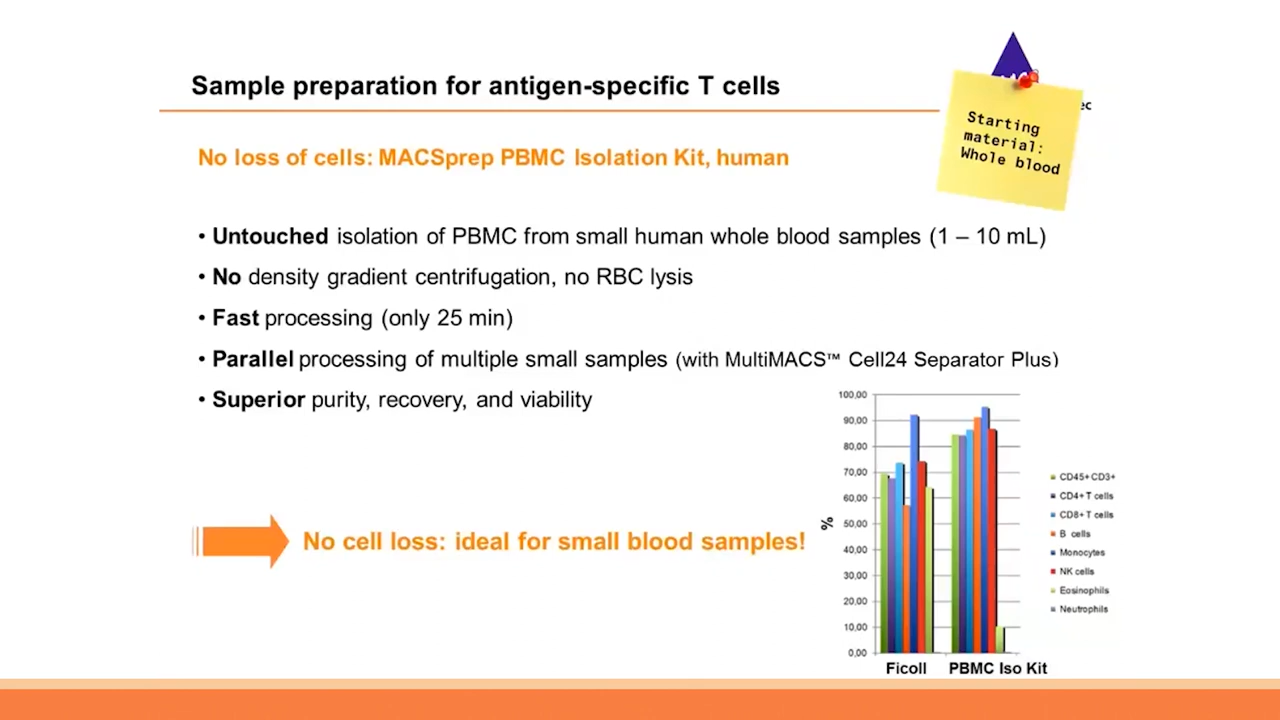 Sample preparation for antigen-specific T cells
ec
Starting
material:
Whole blood
No loss of cells: MACSprep PBMC Isolation Kit, human
• Untouched isolation of PBMC from small human whole blood samples (1 – 10 mL)
• No density gradient centrifugation, no RBC lysis
• Fast processing (only 25 min)
• Parallel processing of multiple small samples (with MultiMACS™ Cell24 Separator Plus)
• Superior purity, recovery, and viability
No cell loss: ideal for small blood samples!
100,00
90,00
80,00
70,00
60,00
50,00
40,00
30,00
20,00
10,00
0,00
%
Ficoll
PBMC Iso Kit
CD45+ CD3+
CD4+ T cells
CD8+ T cells
B cells
Monocytes
NK cells
Eosinophils
Neutrophils